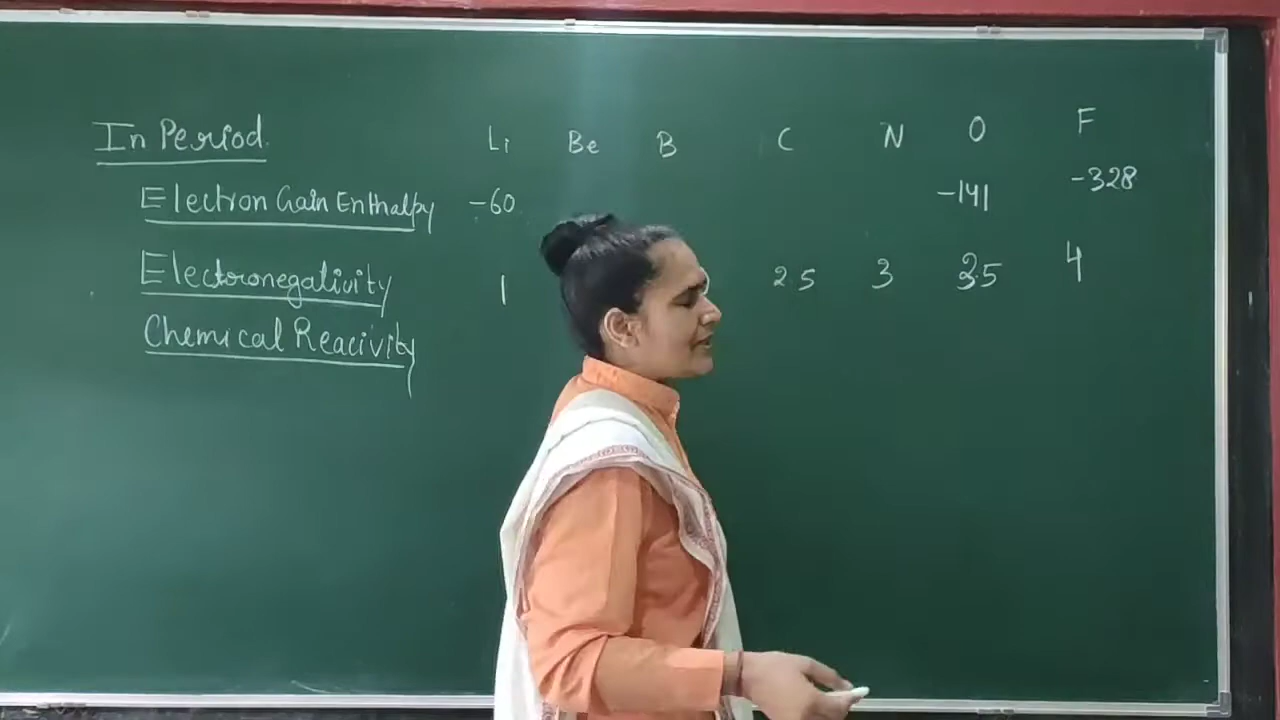 In Period. Li Be B C N O F
Electron Gain Enthalpy -60 -141 -328
Electronegativity 1 2.5 3 3.5 4
Chemical Reacivity